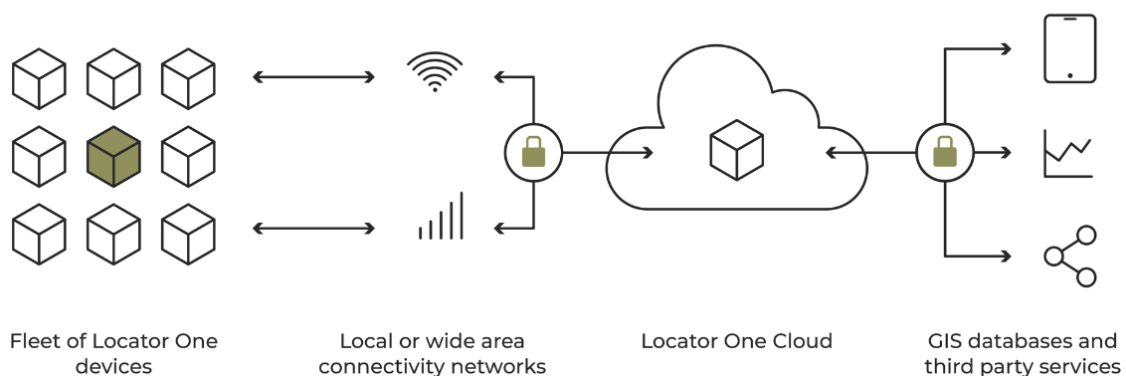 Fleet of Locator One
devices
Local or wide area
connectivity networks
Locator One Cloud
GIS databases and
third party services